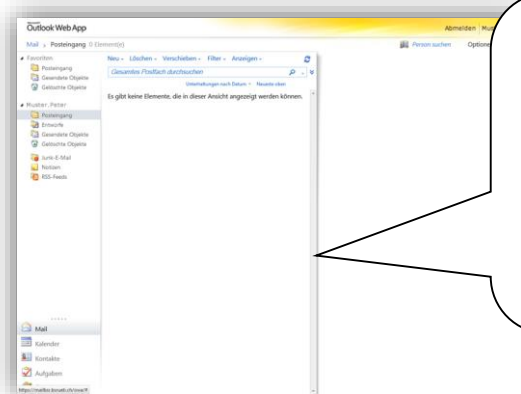 Outlook Web App
Abmelden
Mail › Posteingang 0 Element(e)
Person suchen
Favoriten
Posteingang
Gesendete Objekte
Gelöschte Objekte
Muster.Peter
Posteingang
Entwürfe
Gesendete Objekte
Gelöschte Objekte
Junk-E-Mail
Notizen
RSS-Feeds
Neu Löschen Verschieben Filter Anzeigen
Gesamtes Postfach durchsuchen
Unterhaltungen nach Datum Neueste oben
Es gibt keine Elemente, die in dieser Ansicht angezeigt werden können.
Mail
Kalender
Kontakte
Aufgaben